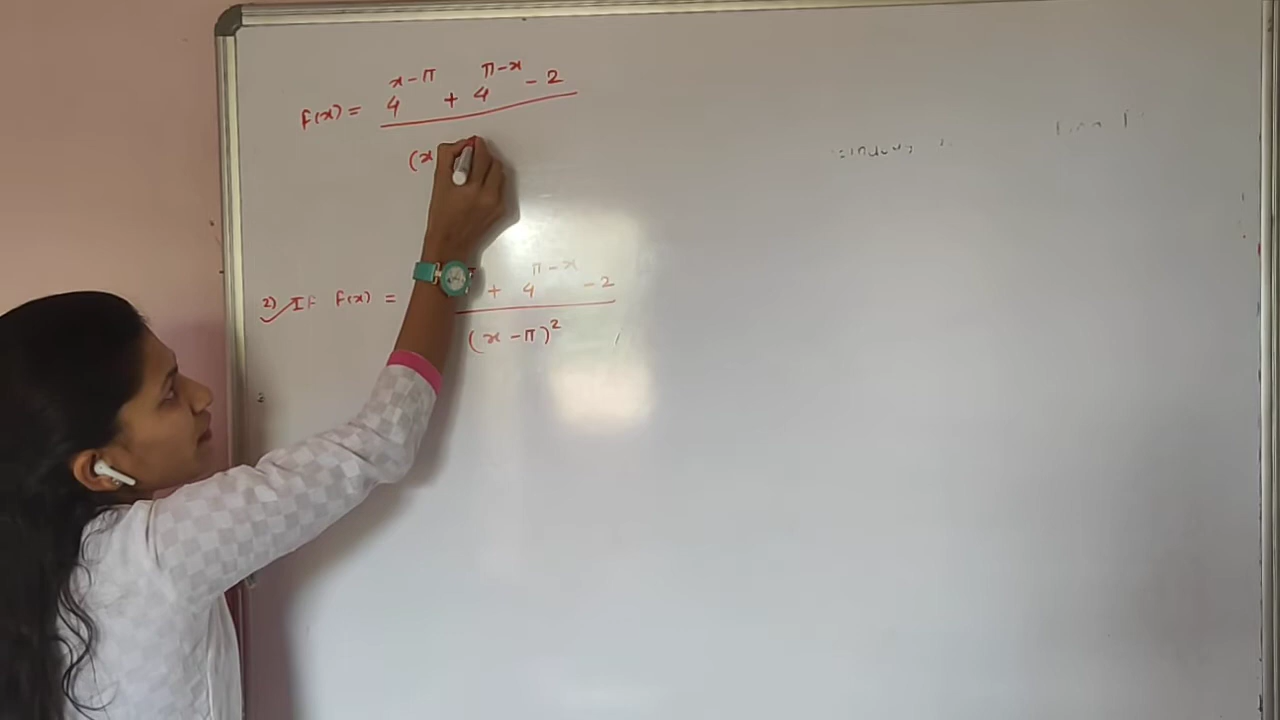 f(x) = 4^(x-π) + 4^(π-x) - 2
(x
2) If f(x) = π + 4^(π-x) - 2
(x-π)^2